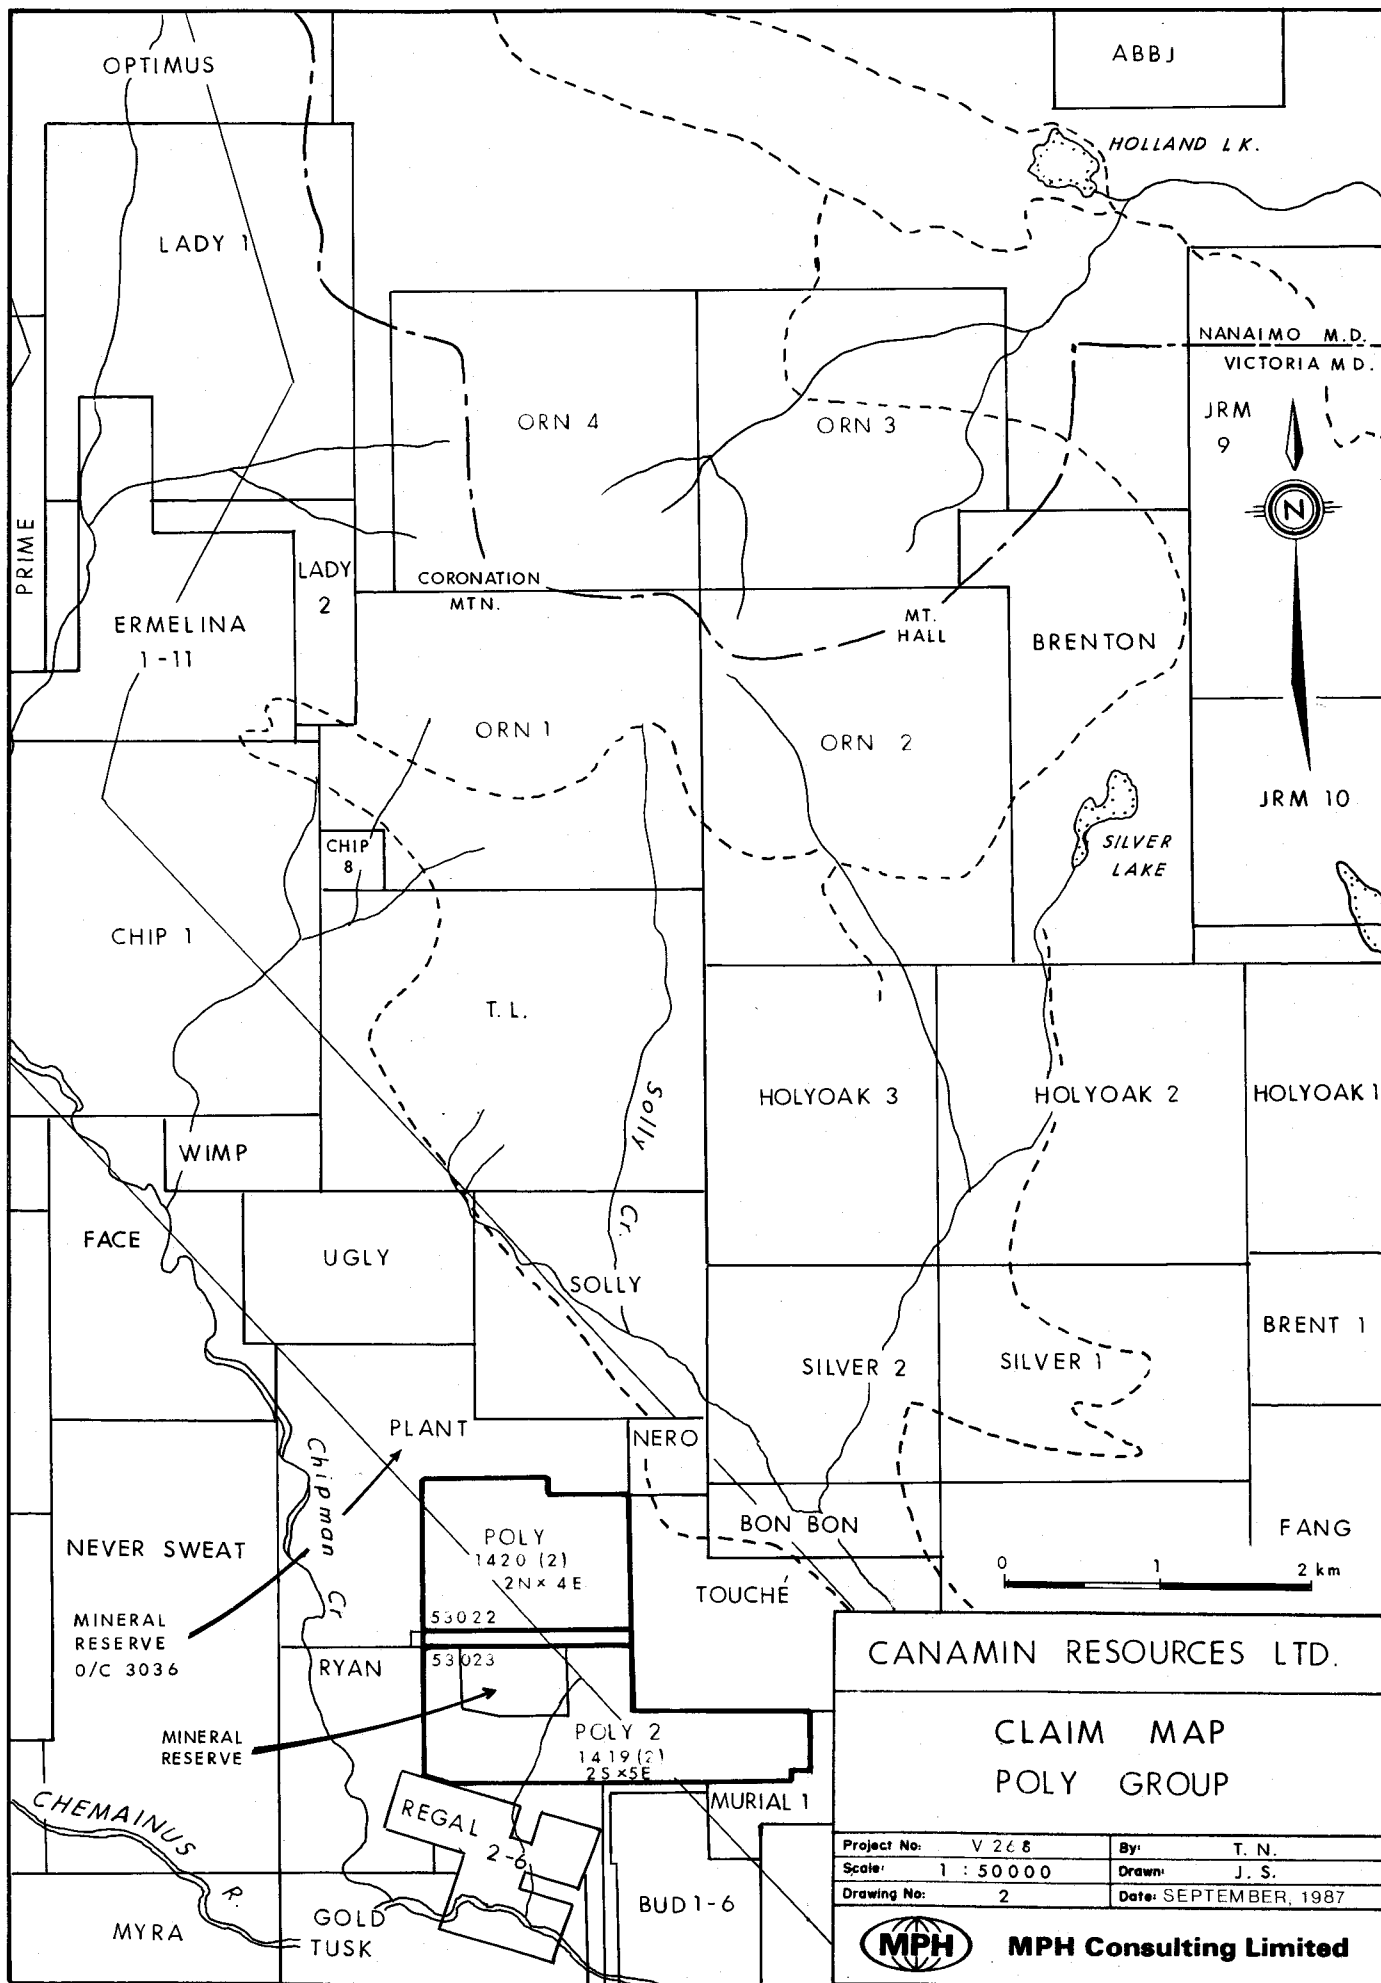 OPTIMUS
ABBJ
HOLLAND LK.
LADY 1
NANAIMO M.D.
VICTORIA M.D.
ORN 4
ORN 3
JRM
9
N
PRIME
LADY
2
CORONATION
MTN.
MT.
HALL
ERMELINA
1-11
BRENTON
ORN 1
ORN 2
JRM 10
CHIP
8
SILVER
LAKE
CHIP 1
T. L.
Solly
Cr.
HOLYOAK 3
HOLYOAK 2
HOLYOAK 1
WIMP
FACE
UGLY
SOLLY
BRENT 1
SILVER 2
SILVER 1
PLANT
NERO
Chipman
Cr
BON BON
FANG
NEVER SWEAT
POLY
1420 (2)
2N × 4E
0 1 2 km
TOUCHÉ
MINERAL
RESERVE
O/C 3036
53022
53023
RYAN
MINERAL
RESERVE
POLY 2
1419 (2)
2S × 5E
CHEMAINUS
R.
REGAL
2-6
MURIAL 1
BUD 1-6
MYRA
GOLD
TUSK
CANAMIN RESOURCES LTD.
CLAIM MAP
POLY GROUP
Project No: V 268 By: T. N.
Scale: 1 : 50000 Drawn: J. S.
Drawing No: 2 Date: SEPTEMBER, 1987
MPH MPH Consulting Limited